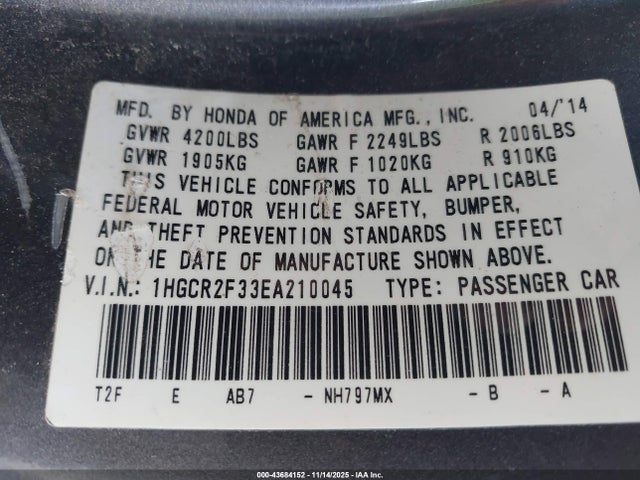 MFD. BY HONDA OF AMERICA MFG., INC. 04/'14
GVWR 4200LBS GAWR F 2249LBS R 2006LBS
GVWR 1905KG GAWR F 1020KG R 910KG
THIS VEHICLE CONFORMS TO ALL APPLICABLE
FEDERAL MOTOR VEHICLE SAFETY, BUMPER,
AND THEFT PREVENTION STANDARDS IN EFFECT
ON THE DATE OF MANUFACTURE SHOWN ABOVE.
V.I.N.: 1HGCR2F33EA210045 TYPE: PASSENGER CAR
T2F E AB7 - NH797MX - B - A
000-43684152 | 11/14/2025 | IAA Inc.